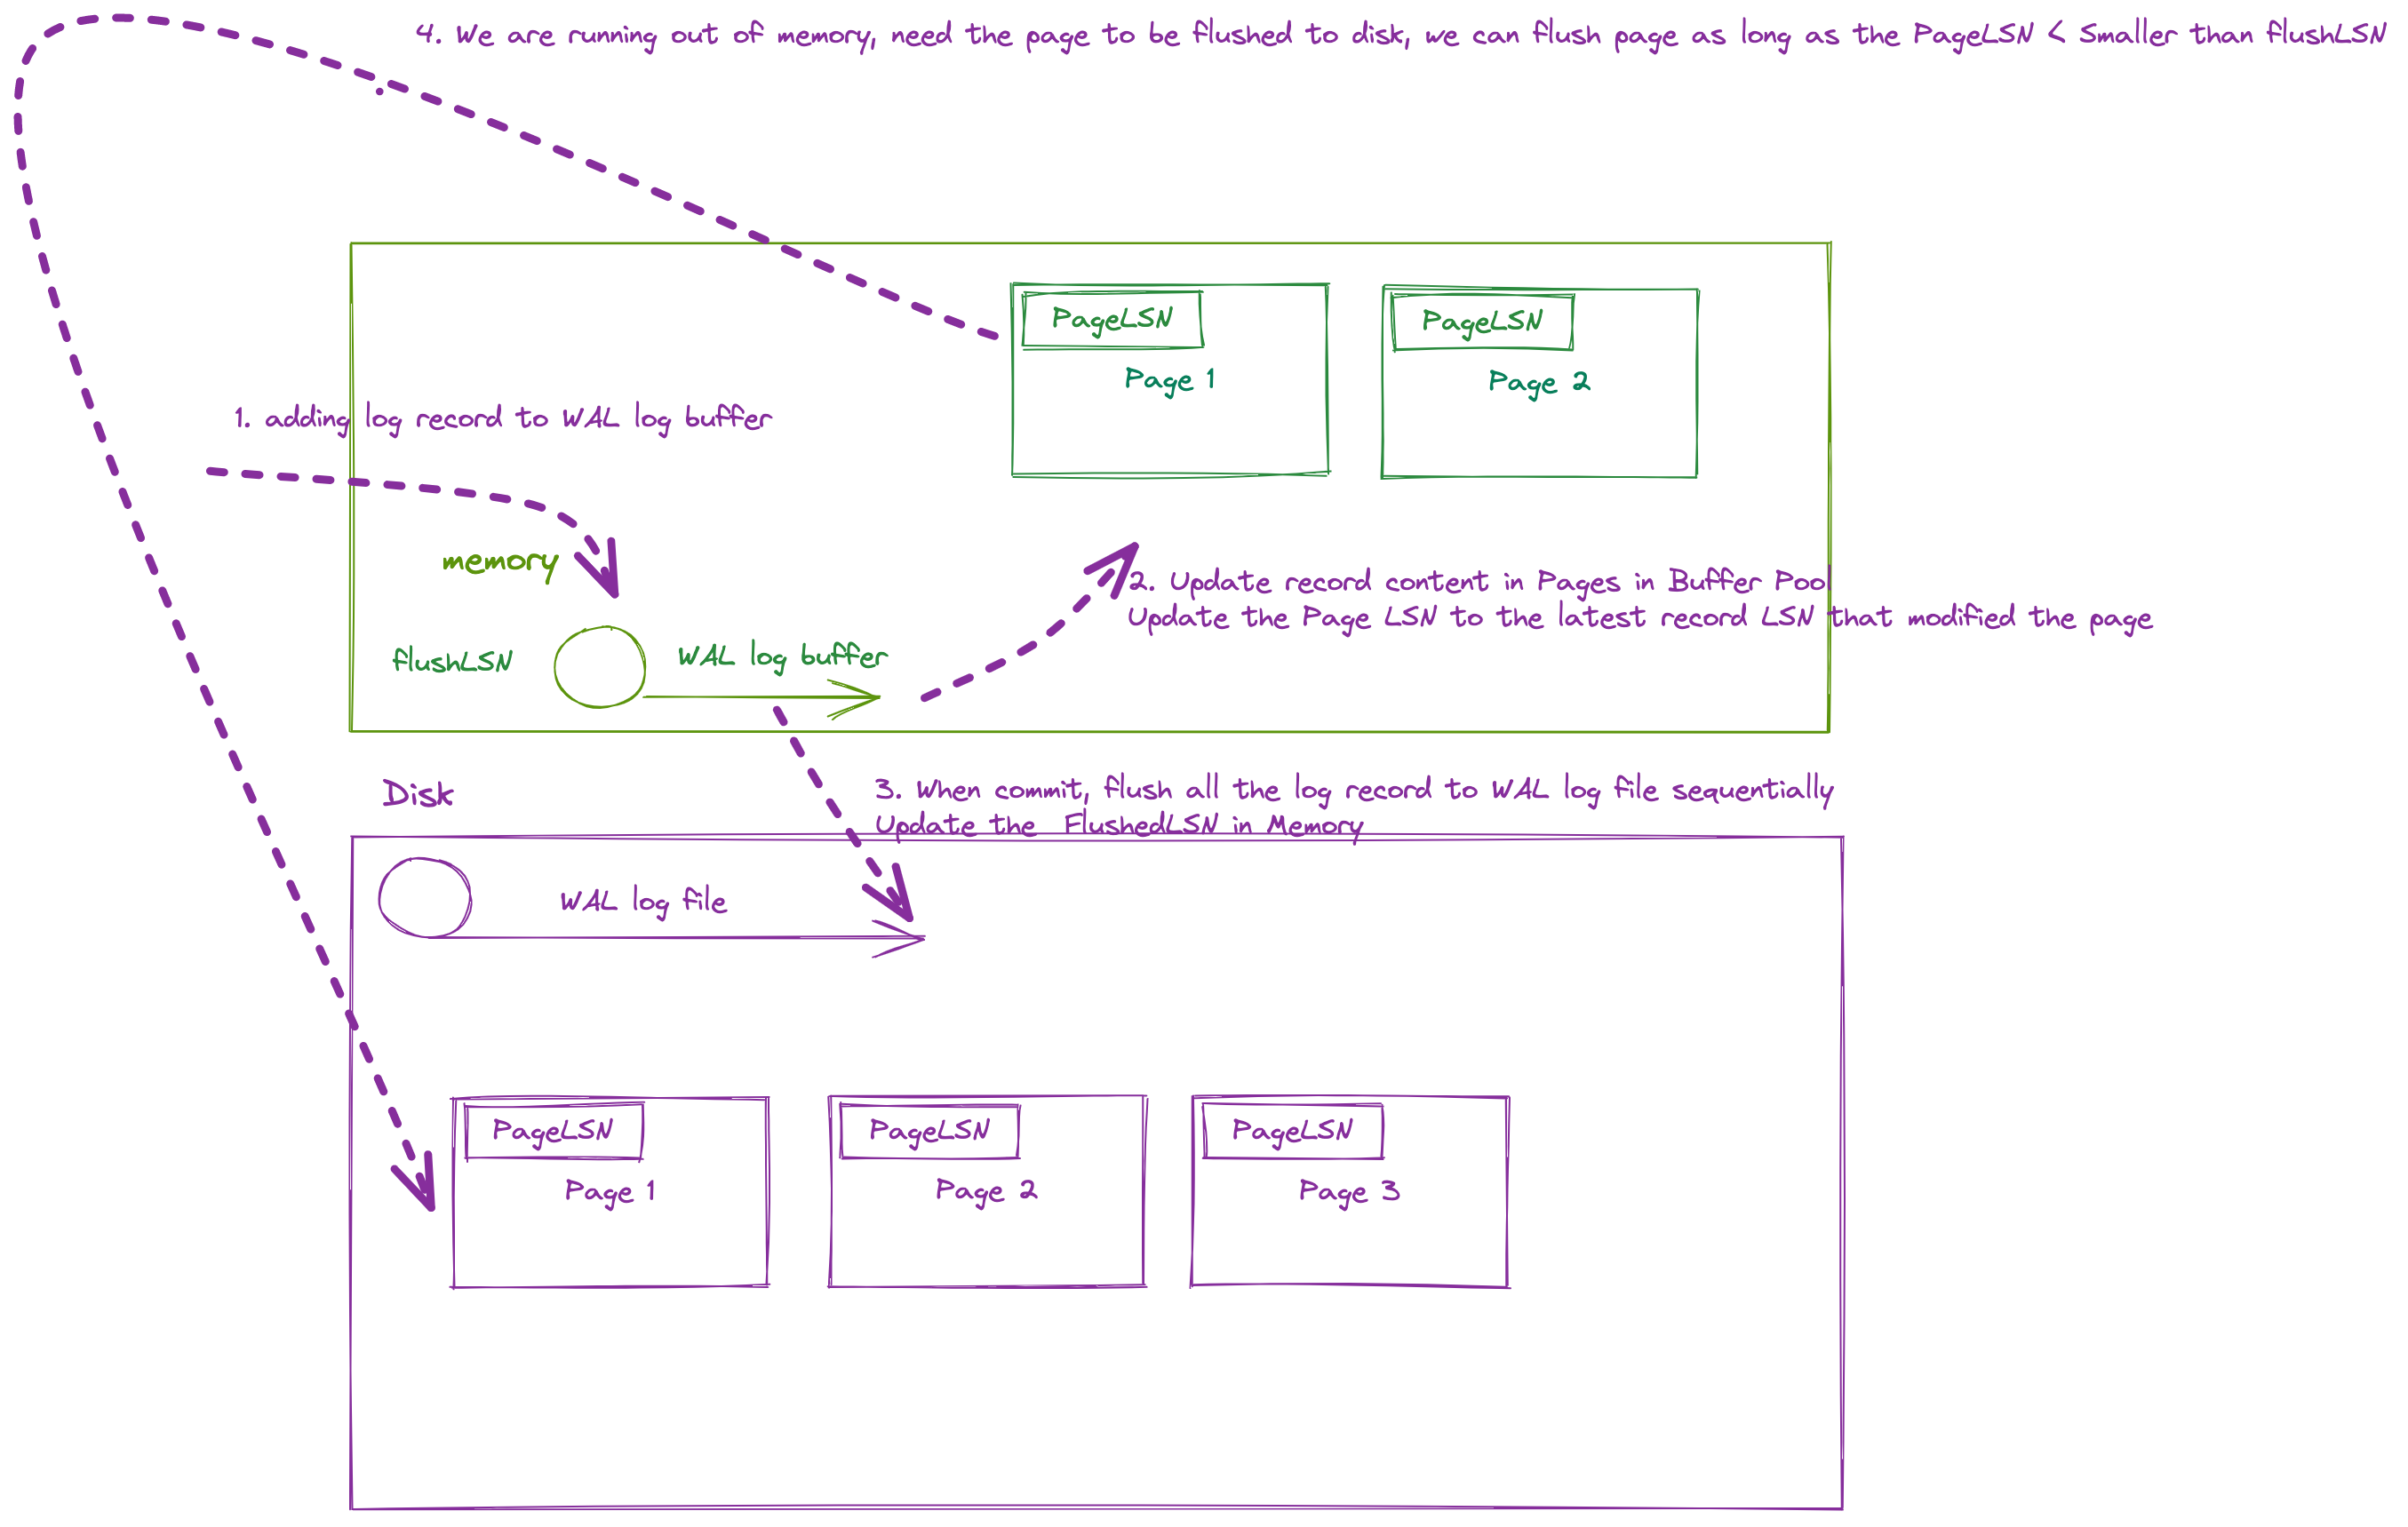 4. We are running out of memory, need the page to be flushed to disk, we can flush page as long as the PageLSN < Smaller than flushLSN
PageLSN
Page 1
PageLSN
Page 2
1. adding log record to WAL log buffer
memory
2. Update record content in Pages in Buffer Pool
Update the Page LSN to the latest record LSN that modified the page
flushLSN
WAL log buffer
Disk
3. When commit, flush all the log record to WAL log file sequentially
Update the FlushedLSN in Memory
WAL log file
PageLSN
Page 1
PageLSN
Page 2
PageLSN
Page 3